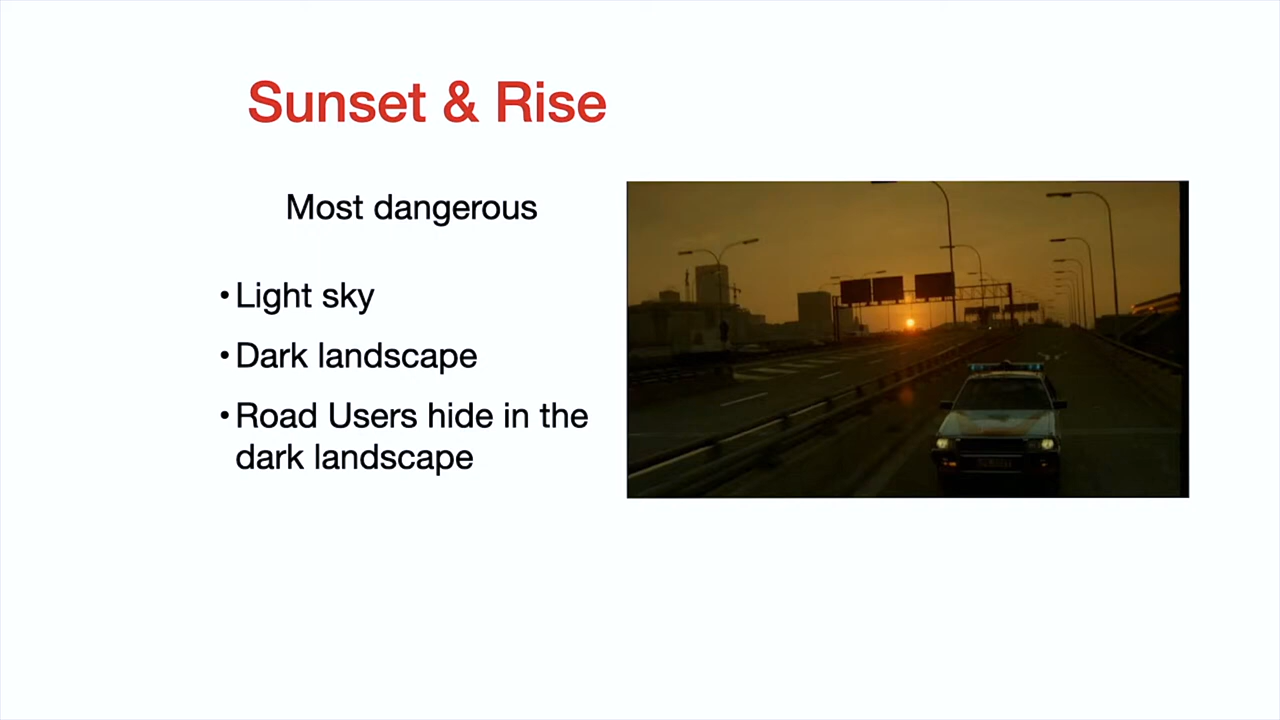 Sunset & Rise
Most dangerous
•Light sky
•Dark landscape
•Road Users hide in the
dark landscape